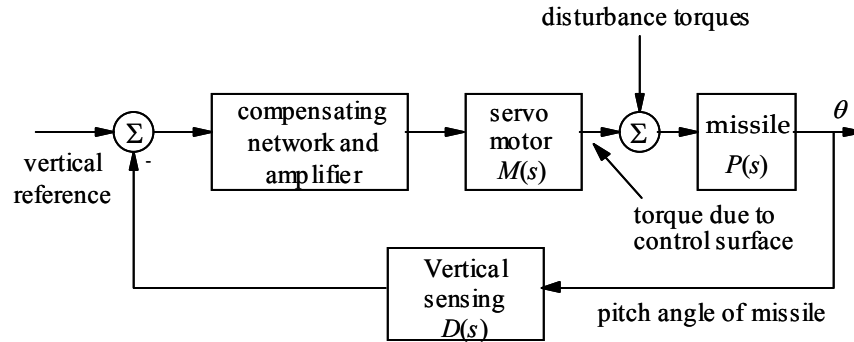 disturbance torques
Σ
-
vertical
reference
compensating
network and
amplifier
servo
motor
M(s)
Σ
missile
P(s)
θ
torque due to
control surface
Vertical
sensing
D(s)
pitch angle of missile